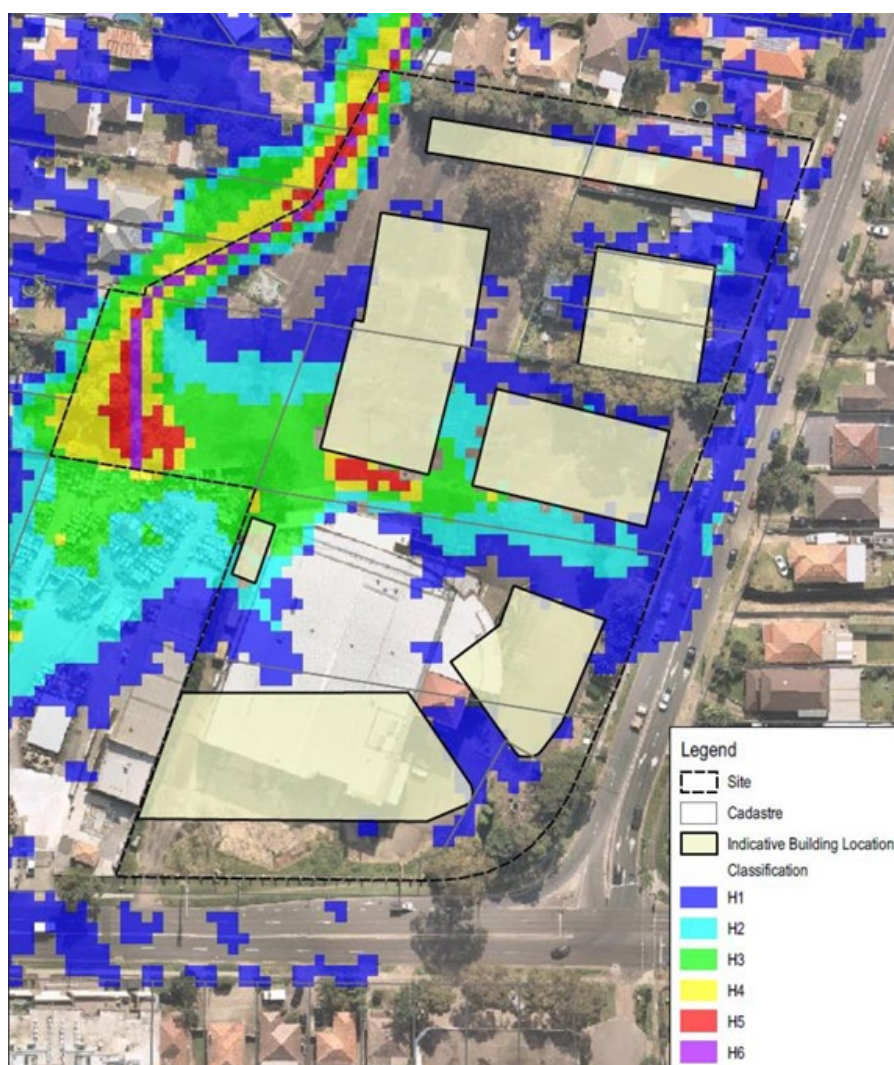 Legend
Site
Cadastre
Indicative Building Location
Classification
H1
H2
H3
H4
H5
H6